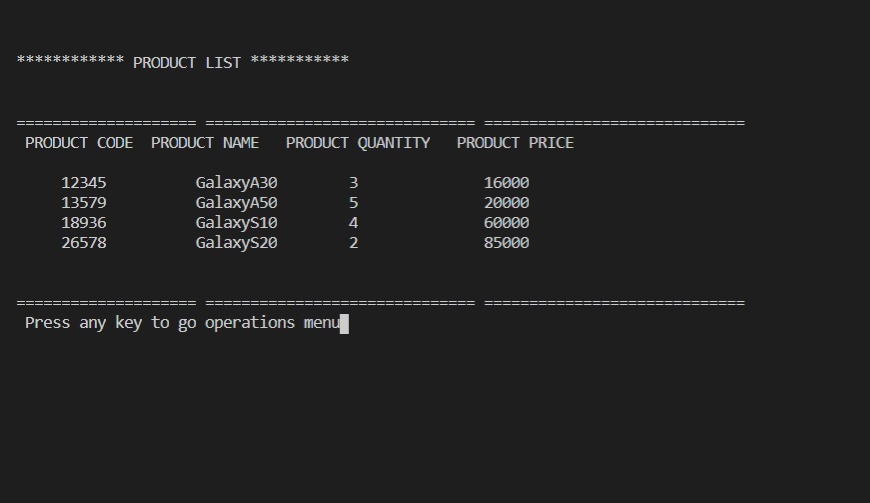 ************ PRODUCT LIST ***********
==================== ============================== =============================
PRODUCT CODE PRODUCT NAME PRODUCT QUANTITY PRODUCT PRICE
12345 GalaxyA30 3 16000
13579 GalaxyA50 5 20000
18936 GalaxyS10 4 60000
26578 GalaxyS20 2 85000
==================== ============================== =============================
Press any key to go operations menu